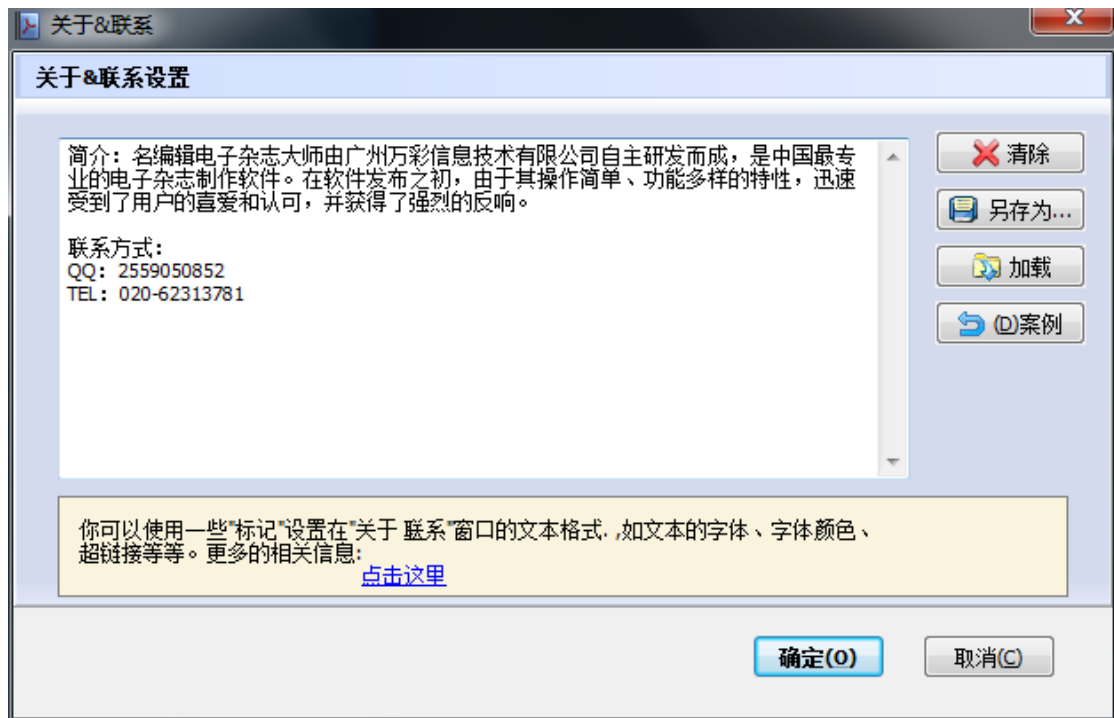 关于&联系
关于&联系设置
简介：名编辑电子杂志大师由广州万彩信息技术有限公司自主研发而成，是中国最专
业的电子杂志制作软件。在软件发布之初，由于其操作简单、功能多样的特性，迅速
受到了用户的喜爱和认可，并获得了强烈的反响。
联系方式：
QQ：2559050852
TEL：020-62313781
清除
另存为...
加载
(D)案例
你可以使用一些"标记"设置在"关于 联系"窗口的文本格式. ,如文本的字体、字体颜色、
超链接等等。更多的相关信息:
点击这里
确定(O)
取消(C)